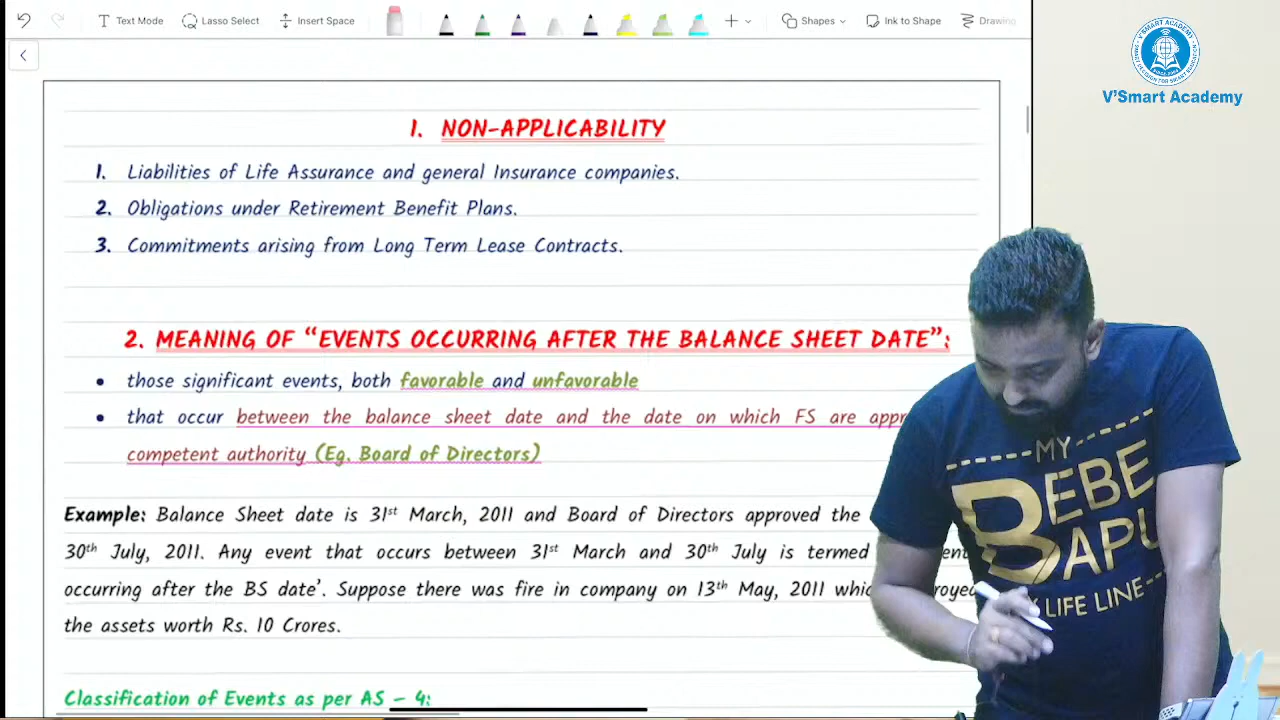 Text Mode Lasso Select Insert Space Shapes Ink to Shape Drawing
V'SMART ACADEMY
V'Smart Academy
1. NON-APPLICABILITY
1. Liabilities of Life Assurance and general Insurance companies.
2. Obligations under Retirement Benefit Plans.
3. Commitments arising from Long Term Lease Contracts.
2. MEANING OF “EVENTS OCCURRING AFTER THE BALANCE SHEET DATE”:
• those significant events, both favorable and unfavorable
• that occur between the balance sheet date and the date on which FS are
competent authority (Eg. Board of Directors)
Example: Balance Sheet date is 31st March, 2011 and Board of Directors approved the
30th July, 2011. Any event that occurs between 31st March and 30th July is termed
occurring after the BS date’. Suppose there was fire in company on 13th May, 2011
the assets worth Rs. 10 Crores.
Classification of Events as per AS – 4:
MY
BEBE
BAPU
LIFE LINE